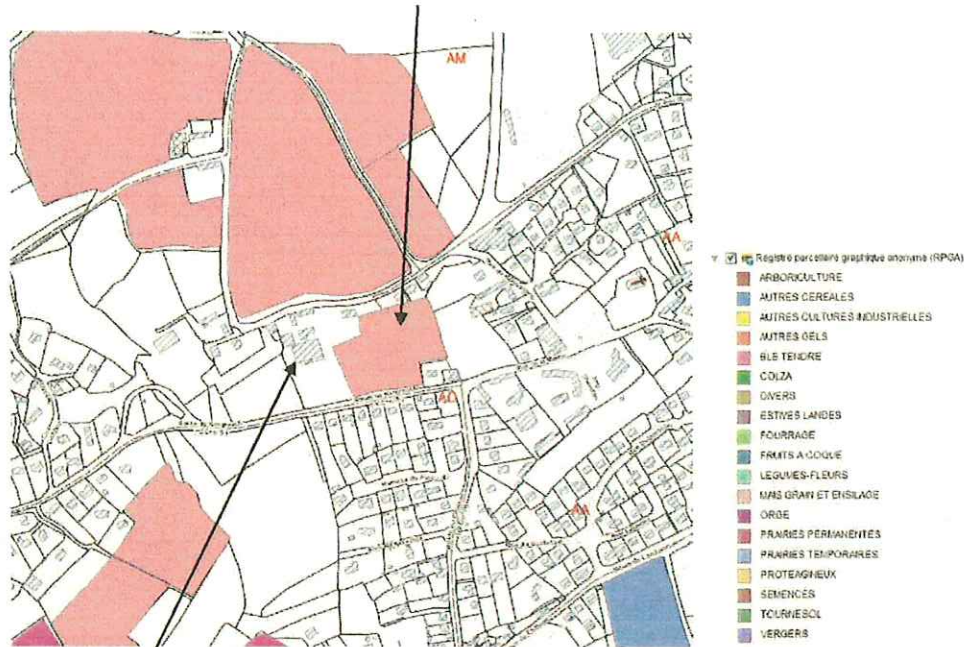 AM
AA
AD
AA
Régistre parcellaire graphique anonyme (RPGA)
ARBORICULTURE
AUTRES CEREALES
AUTRES CULTURES INDUSTRIELLES
AUTRES GELS
BLE TENDRE
COLZA
DIVERS
ESTIVES LANDES
FOURRAGE
FRUITS A COQUE
LEGUMES-FLEURS
MAIS GRAIN ET ENSILAGE
ORGE
PRAIRIES PERMANENTES
PRAIRIES TEMPORAIRES
PROTEAGINEUX
SEMENCES
TOURNESOL
VERGERS